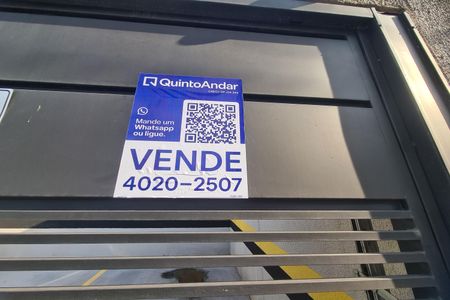 QuintoAndar
Mande um
Whatsapp
ou ligue.
VENDE
4020-2507